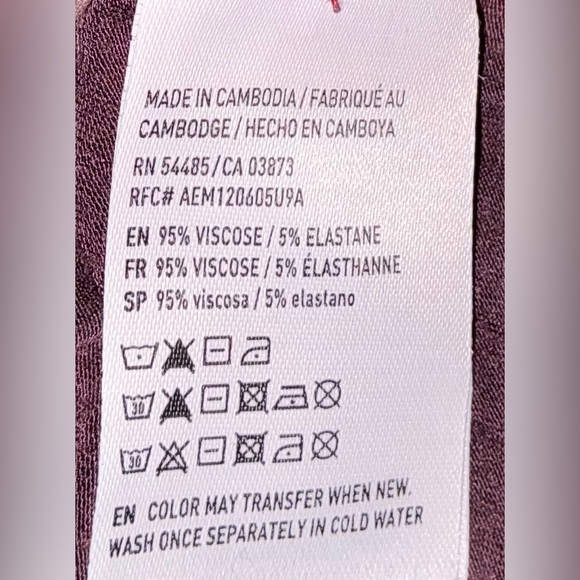 MADE IN CAMBODIA / FABRIQUÉ AU
CAMBODGE / HECHO EN CAMBOYA
RN 54485/CA 03873
RFC# AEM120605U9A
EN 95% VISCOSE / 5% ELASTANE
FR 95% VISCOSE / 5% ÉLASTHANNE
SP 95% viscosa / 5% elastano
30
30
EN COLOR MAY TRANSFER WHEN NEW.
WASH ONCE SEPARATELY IN COLD WATER